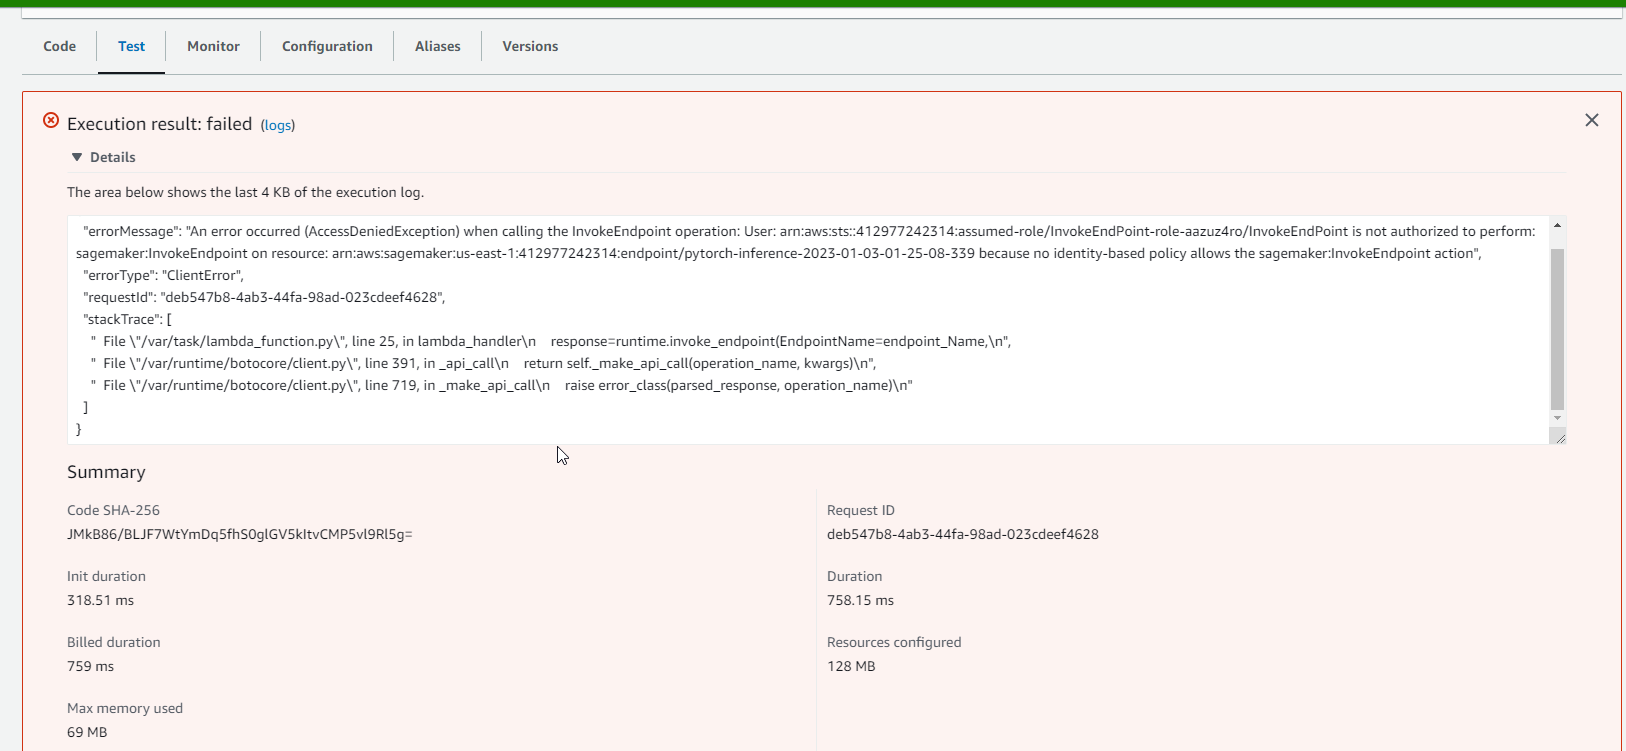 Code Test Monitor Configuration Aliases Versions
Execution result: failed (logs)
Details
The area below shows the last 4 KB of the execution log.
"errorMessage": "An error occurred (AccessDeniedException) when calling the InvokeEndpoint operation: User: arn:aws:sts::412977242314:assumed-role/InvokeEndPoint-role-aazuz4ro/InvokeEndPoint is not authorized to perform:
sagemaker:InvokeEndpoint on resource: arn:aws:sagemaker:us-east-1:412977242314:endpoint/pytorch-inference-2023-01-03-01-25-08-339 because no identity-based policy allows the sagemaker:InvokeEndpoint action",
"errorType": "ClientError",
"requestId": "deb547b8-4ab3-44fa-98ad-023cdeef4628",
"stackTrace": [
"  File \"/var/task/lambda_function.py\", line 25, in lambda_handler\n    response=runtime.invoke_endpoint(EndpointName=endpoint_Name,\n",
"  File \"/var/runtime/botocore/client.py\", line 391, in _api_call\n    return self._make_api_call(operation_name, kwargs)\n",
"  File \"/var/runtime/botocore/client.py\", line 719, in _make_api_call\n    raise error_class(parsed_response, operation_name)\n"
]
}
Summary
Code SHA-256
JMkB86/BLJF7WtYmDq5fhS0glGV5kItvCMP5vl9Rl5g=
Request ID
deb547b8-4ab3-44fa-98ad-023cdeef4628
Init duration
318.51 ms
Duration
758.15 ms
Billed duration
759 ms
Resources configured
128 MB
Max memory used
69 MB